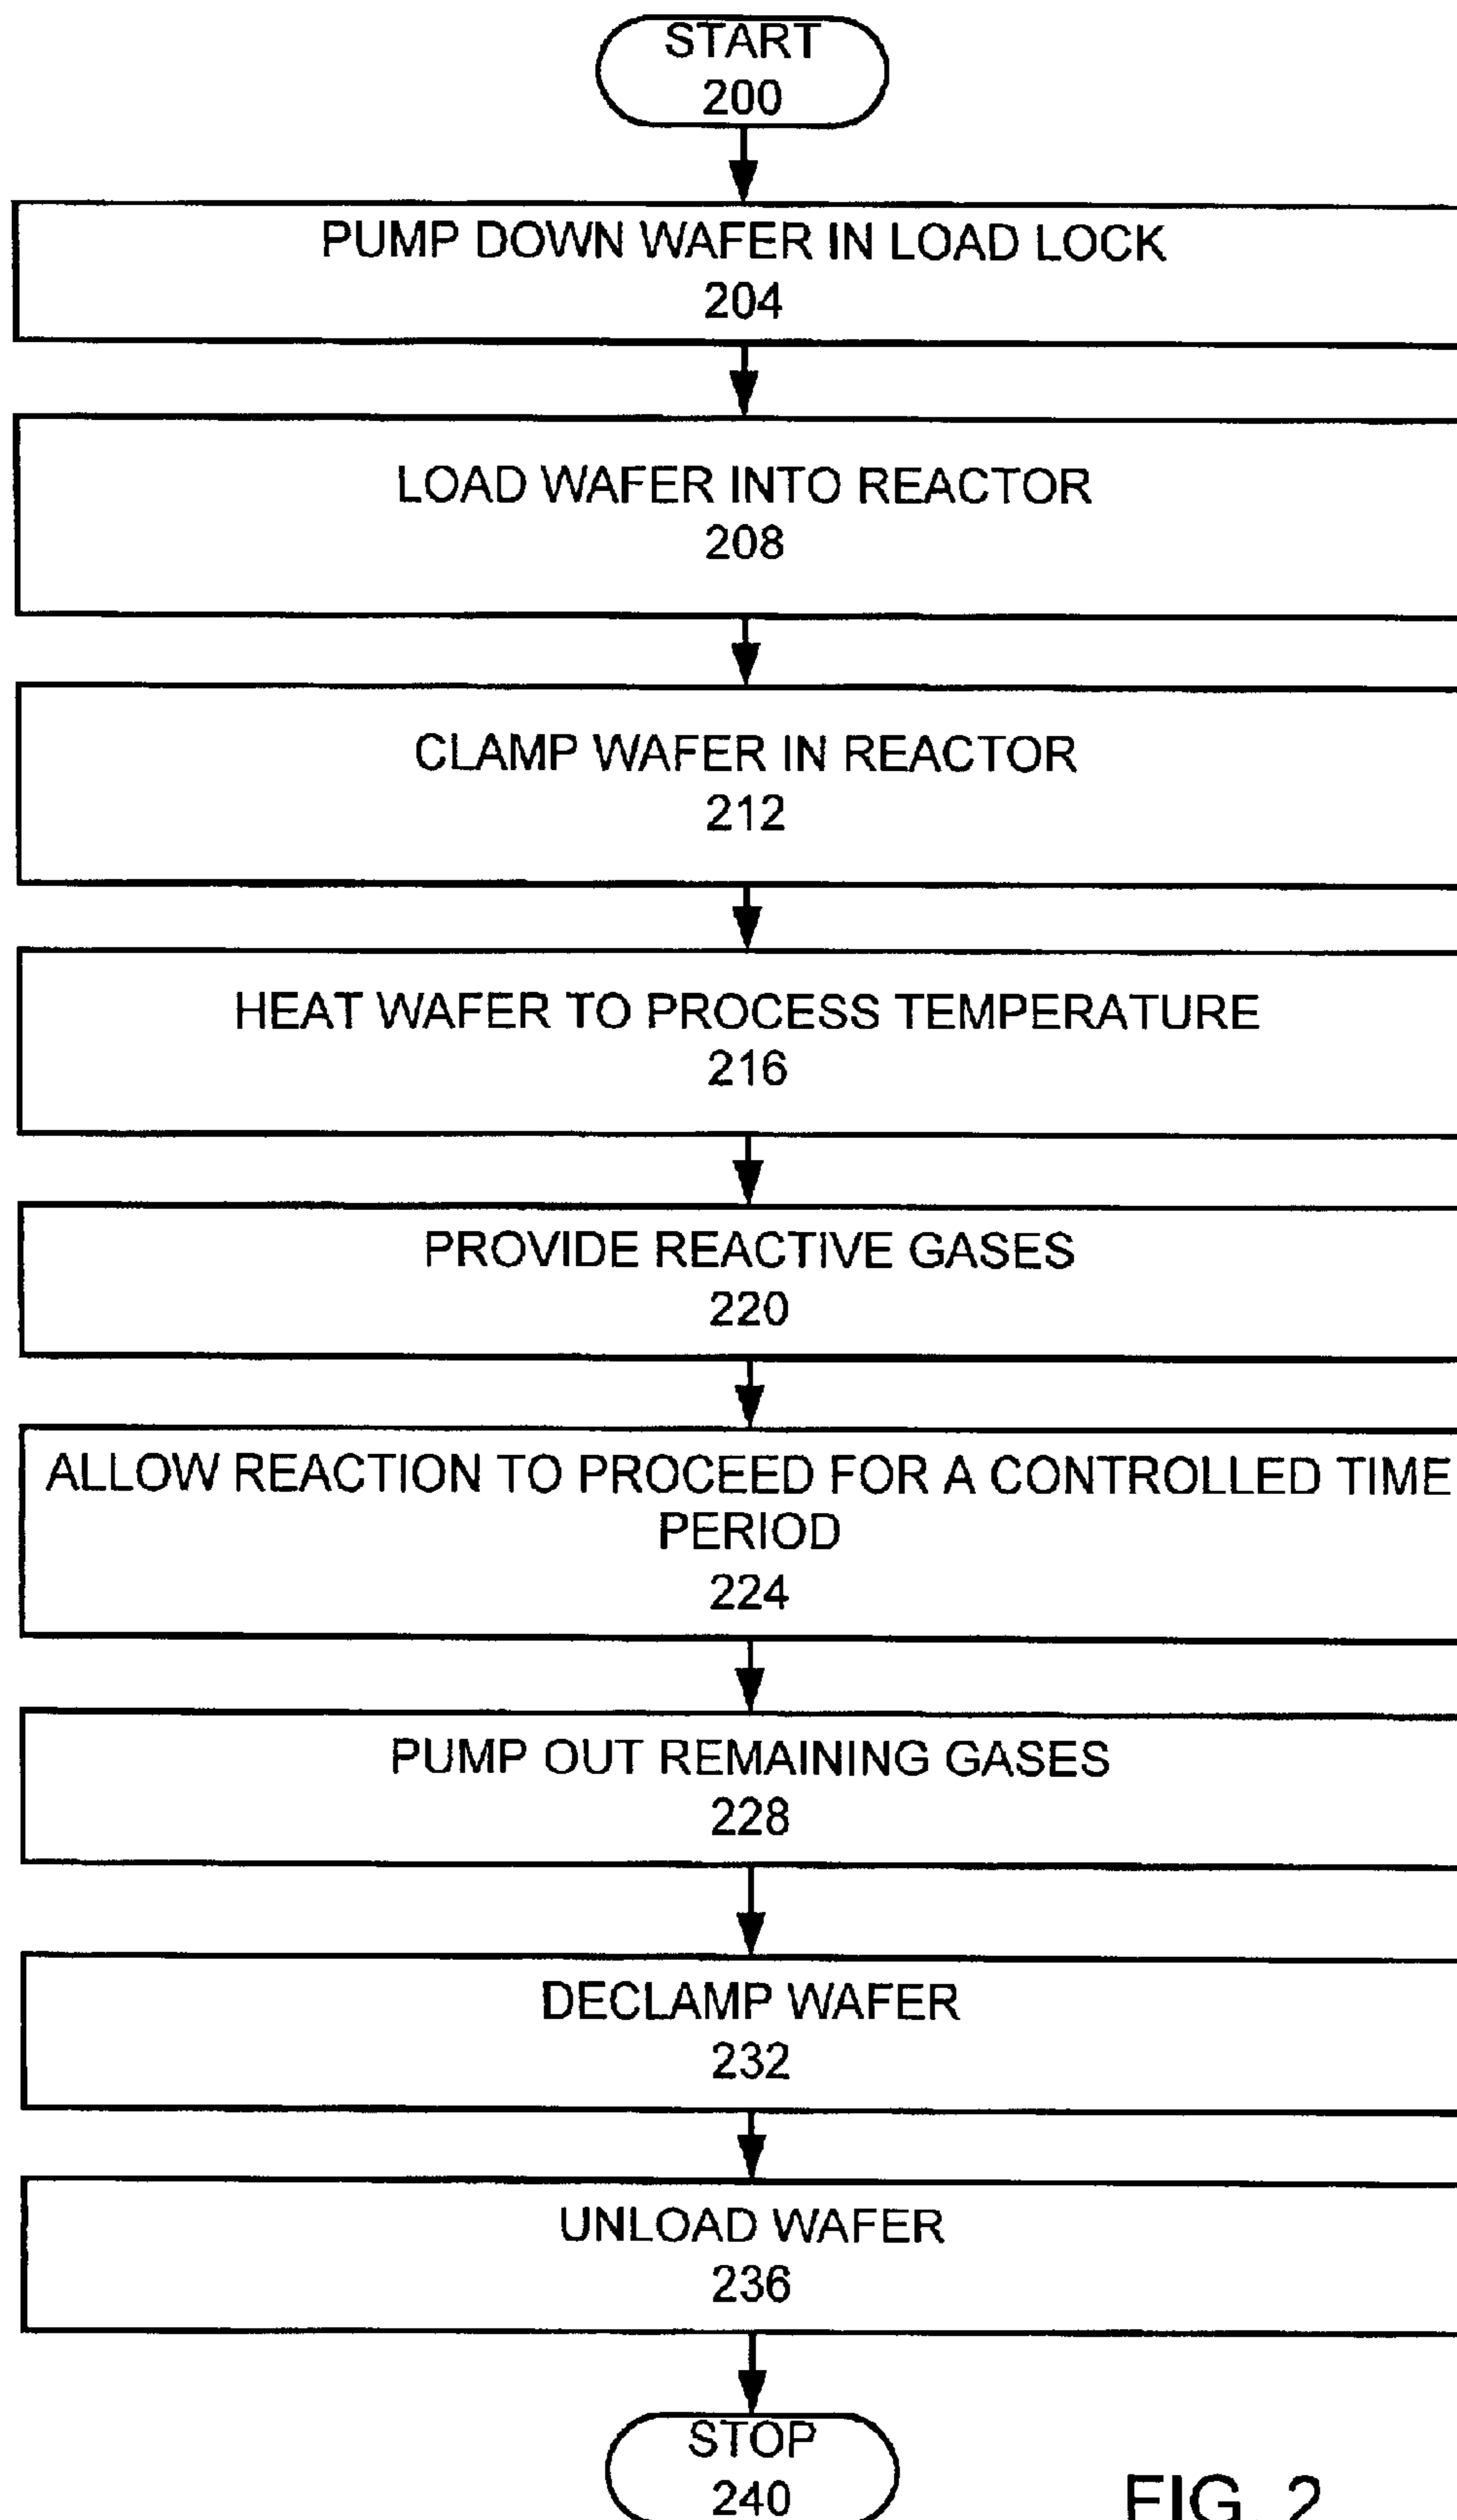 START
200
PUMP DOWN WAFER IN LOAD LOCK
204
LOAD WAFER INTO REACTOR
208
CLAMP WAFER IN REACTOR
212
HEAT WAFER TO PROCESS TEMPERATURE
216
PROVIDE REACTIVE GASES
220
ALLOW REACTION TO PROCEED FOR A CONTROLLED TIME
PERIOD
224
PUMP OUT REMAINING GASES
228
DECLAMP WAFER
232
UNLOAD WAFER
236
STOP
240
FIG. 2